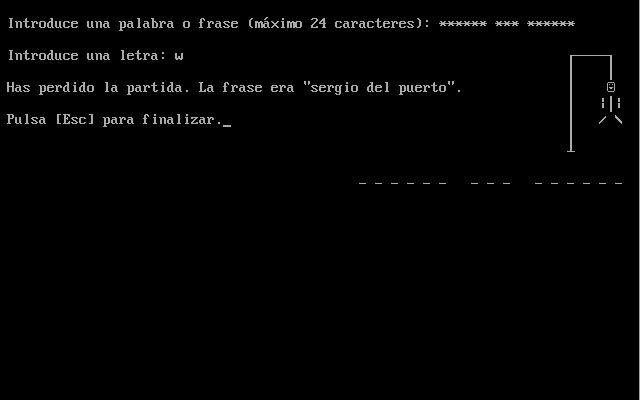 Introduce una palabra o frase (máximo 24 caracteres): ****** *** ******
Introduce una letra: w
Has perdido la partida. La frase era "sergio del puerto".
Pulsa [Esc] para finalizar._
_ _ _ _ _ _  _ _ _  _ _ _ _ _ _